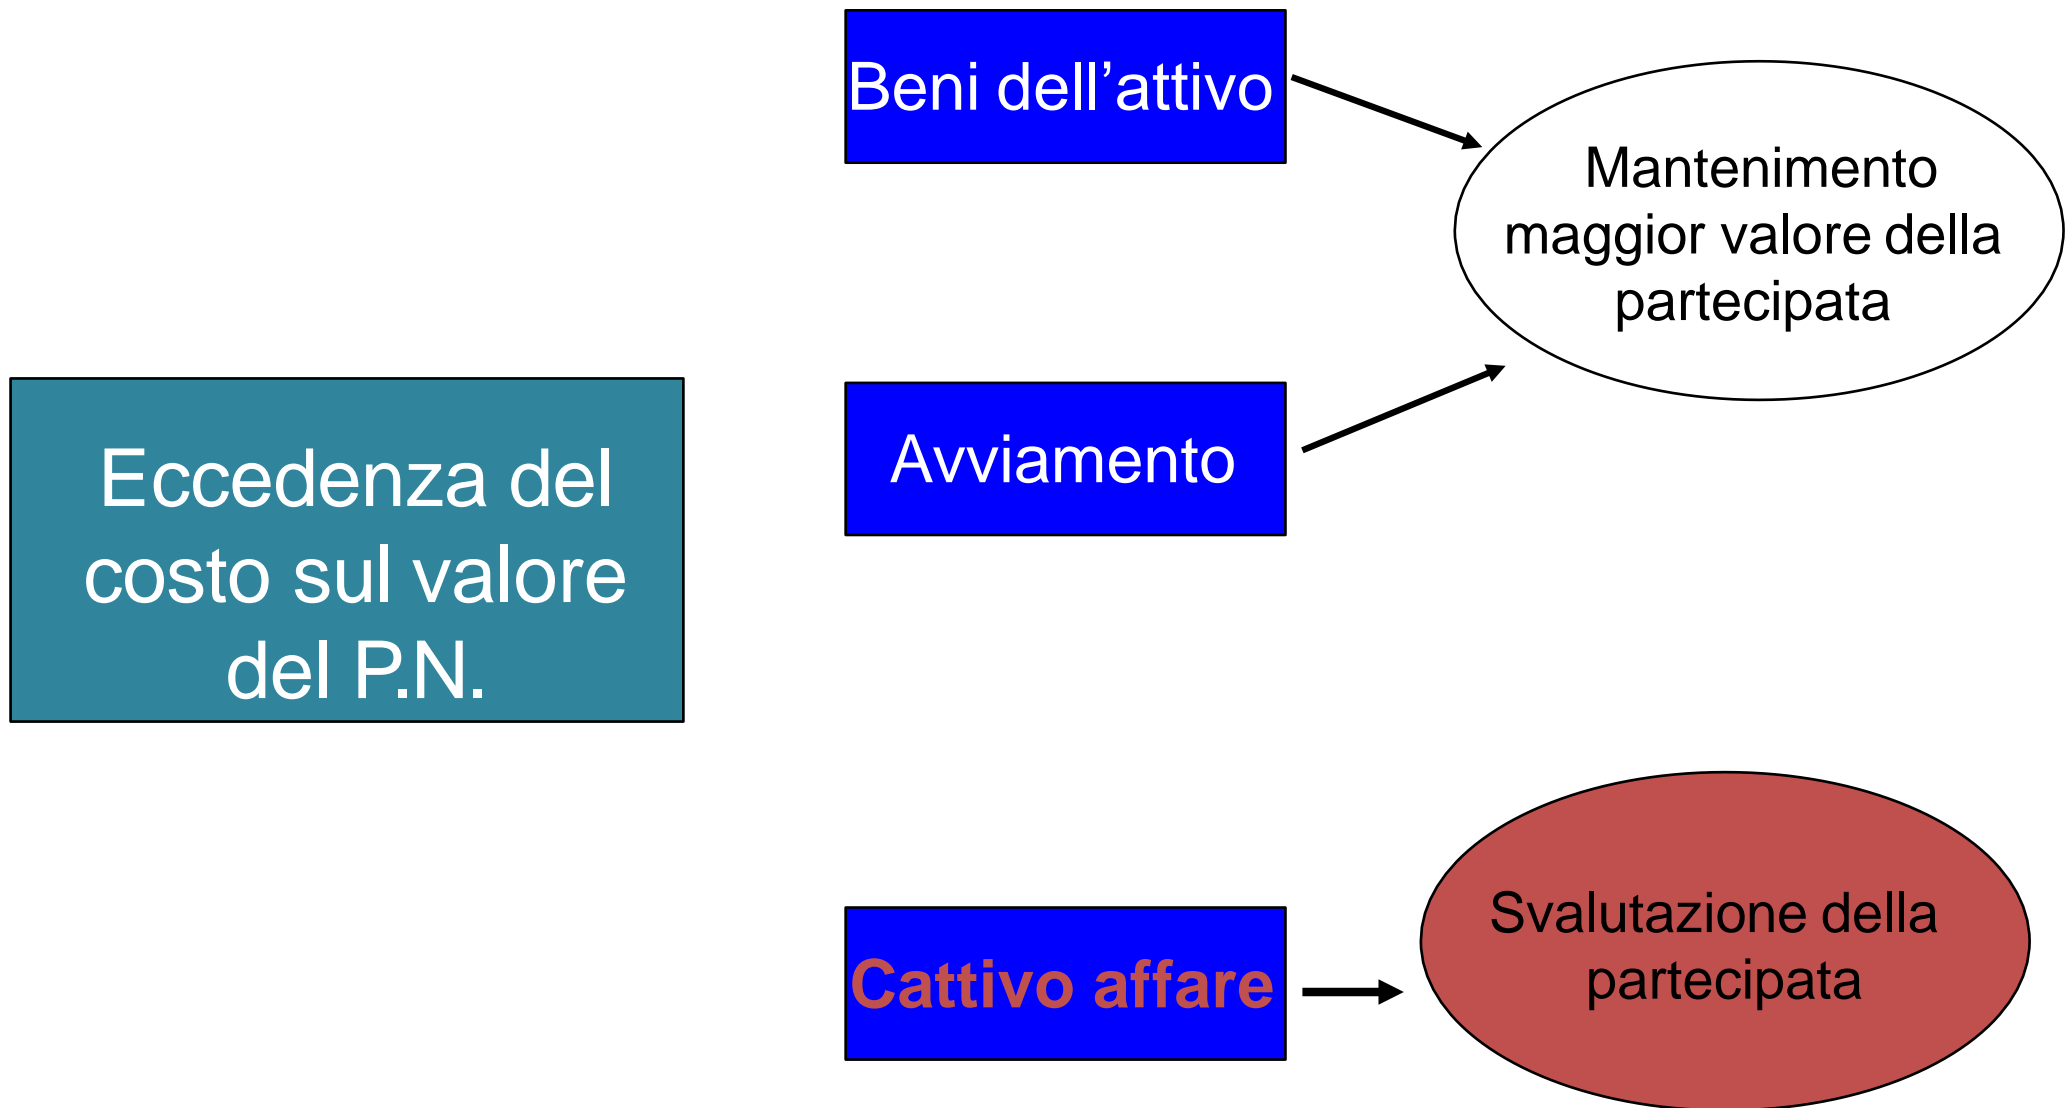 Beni dell’attivo
Mantenimento
maggior valore della
partecipata
Eccedenza del
costo sul valore
del P.N.
Avviamento
Cattivo affare
Svalutazione della
partecipata